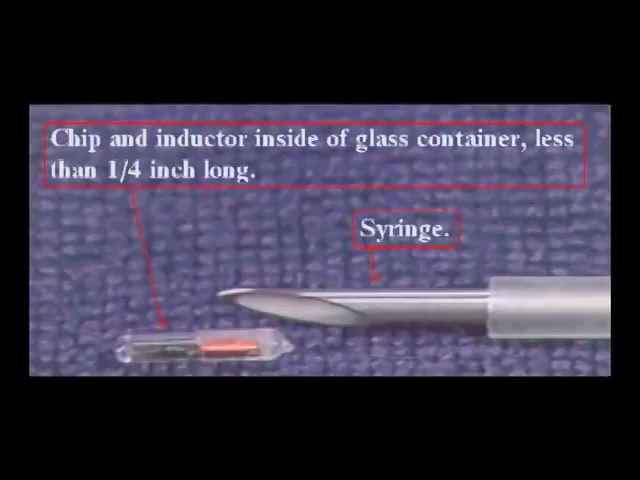 Chip and inductor inside of glass container, less
than 1/4 inch long.
Syringe.